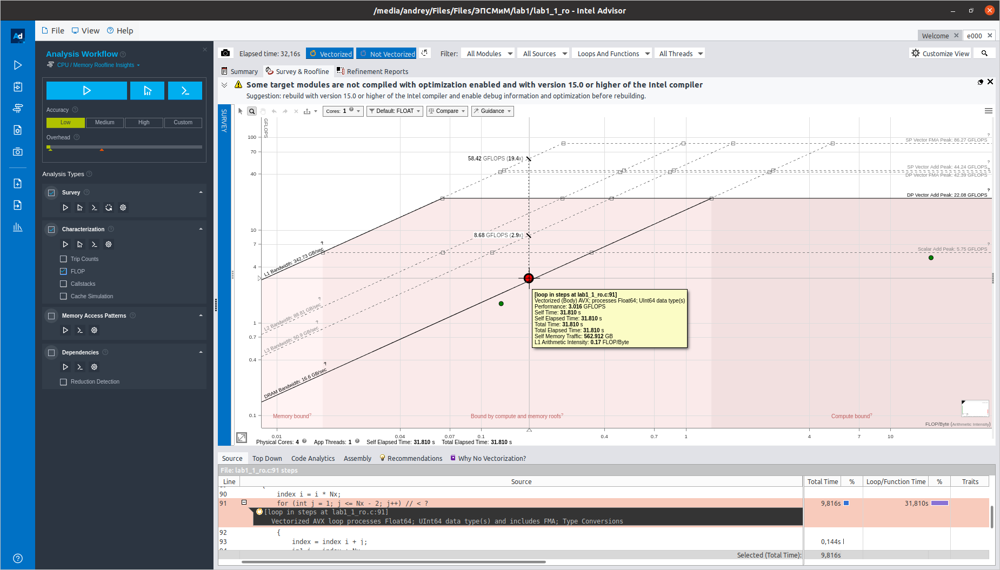 /media/andrey/Files/Files/ЭПСМиМ/lab1/lab1_1_ro - Intel Advisor
Ad
File View Help
Welcome e000
Analysis Workflow
CPU / Memory Roofline Insights
Accuracy
Low Medium High Custom
Overhead
Analysis Types
Survey
Characterization
Trip Counts
FLOP
Callstacks
Cache Simulation
Memory Access Patterns
Dependencies
Reduction Detection
Elapsed time: 32,16s Vectorized Not Vectorized Filter: All Modules All Sources Loops And Functions All Threads Customize View
Summary Survey & Roofline Refinement Reports
Some target modules are not compiled with optimization enabled and with version 15.0 or higher of the Intel compiler
Suggestion: rebuild with version 15.0 or higher of the Intel compiler and enable debug information and optimization before rebuilding.
SURVEY
Cores: 1 ? Default: FLOAT Compare Guidance
GFLOPS
100
70
40
10
7
4
1
0.7
0.4
0.1
SP Vector FMA Peak: 86.27 GFLOPS ?
58.42 GFLOPS (19.4x)
SP Vector Add Peak: 44.24 GFLOPS ?
DP Vector FMA Peak: 42.39 GFLOPS ?
DP Vector Add Peak: 22.08 GFLOPS ?
8.68 GFLOPS (2.9x)
Scalar Add Peak: 5.75 GFLOPS ?
L1 Bandwidth: 342.73 GB/sec ?
L2 Bandwidth: 88.81 GB/sec ?
L3 Bandwidth: 50.9 GB/sec ?
DRAM Bandwidth: 16.6 GB/sec ?
[loop in steps at lab1_1_ro.c:91]
Vectorized (Body) AVX; processes Float64; UInt64 data type(s)
Performance: 3.016 GFLOPS
Self Time: 31.810 s
Self Elapsed Time: 31.810 s
Total Time: 31.810 s
Total Elapsed Time: 31.810 s
Self Memory Traffic: 562.912 GB
L1 Arithmetic Intensity: 0.17 FLOP/Byte
Memory bound? Bound by compute and memory roofs? Compute bound?
FLOP/Byte (Arithmetic Intensity)
0.01 0.04 0.07 0.1 0.4 0.7 1 4 7 10
Physical Cores: 4 ? App Threads: 1 ? Self Elapsed Time: 31.810 s Total Elapsed Time: 31.810 s
Source Top Down Code Analytics Assembly Recommendations Why No Vectorization?
File: lab1_1_ro.c:91 steps
Line Source Total Time % Loop/Function Time % Traits
90 index i = i * Nx;
91 for (int j = 1; j <= Nx - 2; j++) // < ? 9,816s 31,810s
[loop in steps at lab1_1_ro.c:91]
Vectorized AVX loop processes Float64; UInt64 data type(s) and includes FMA; Type Conversions
92 {
93 index = index i + j; 0,144s
Selected (Total Time): 9,816s